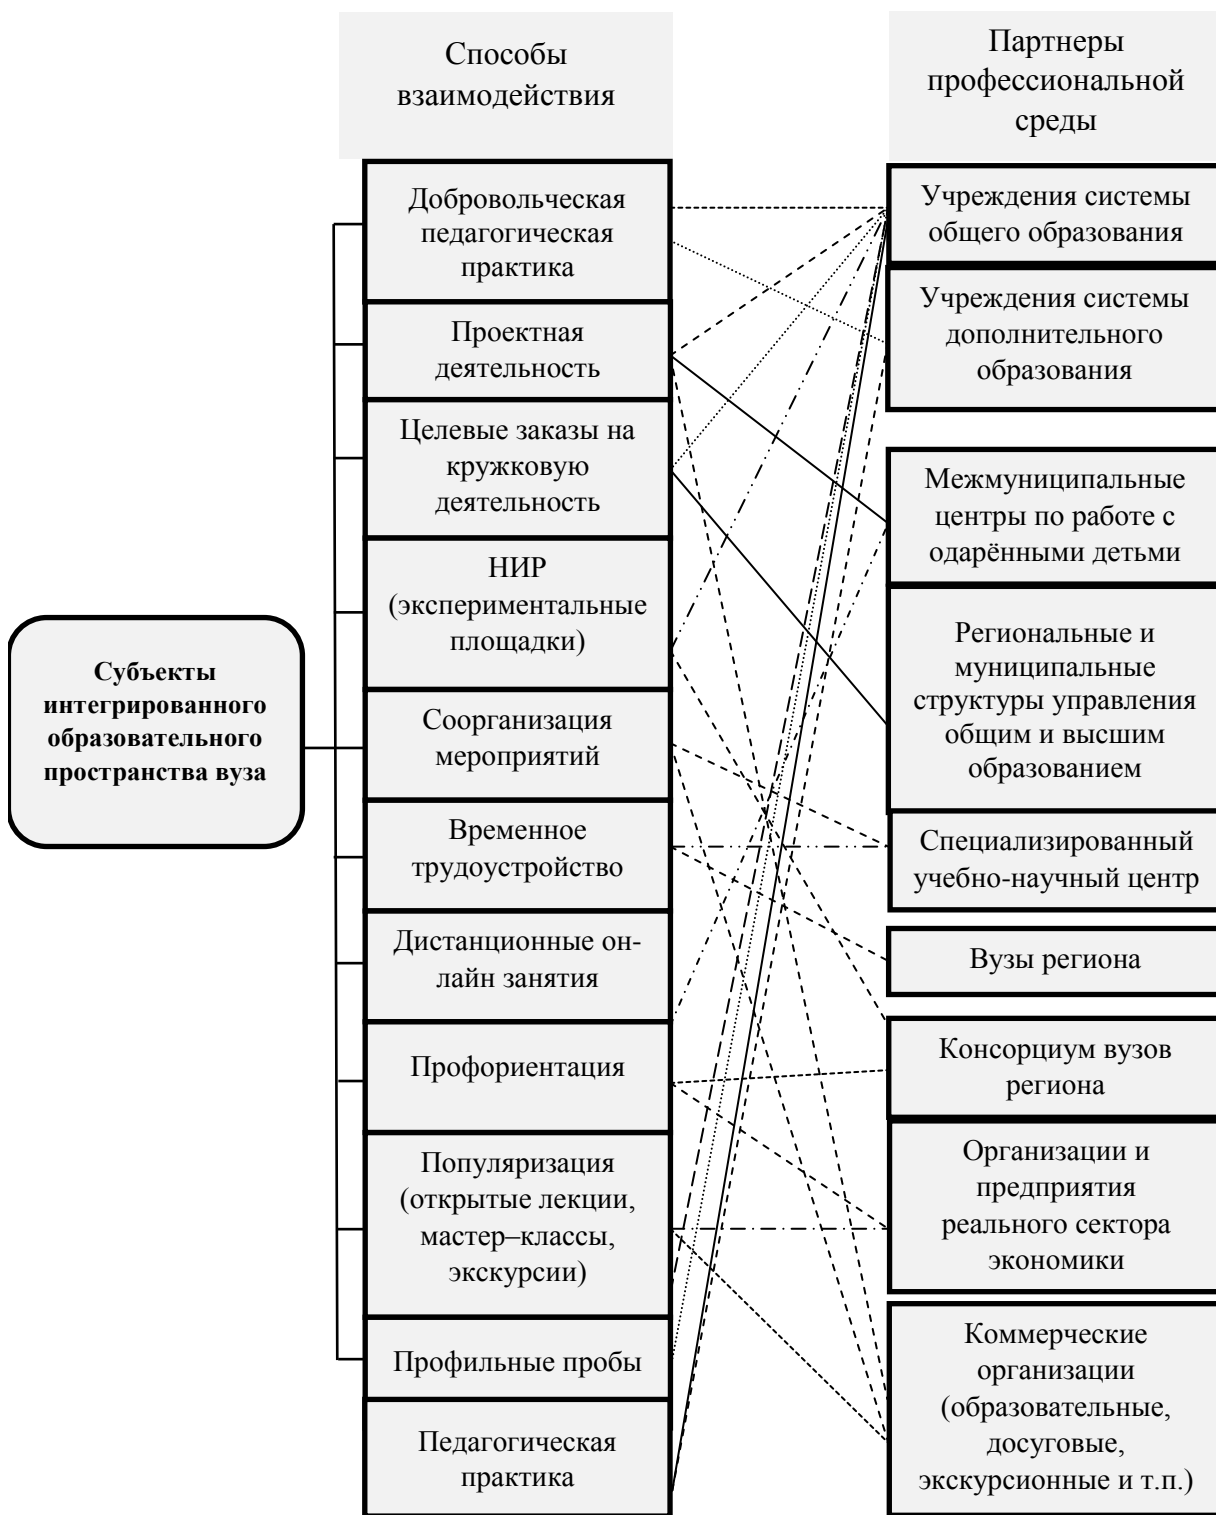 Способы
взаимодействия
Партнеры
профессиональной
среды
Субъекты
интегрированного
образовательного
пространства вуза
Добровольческая
педагогическая
практика
Проектная
деятельность
Целевые заказы на
кружковую
деятельность
НИР
(экспериментальные
площадки)
Соорганизация
мероприятий
Временное
трудоустройство
Дистанционные он-
лайн занятия
Профориентация
Популяризация
(открытые лекции,
мастер–классы,
экскурсии)
Профильные пробы
Педагогическая
практика
Учреждения системы
общего образования
Учреждения системы
дополнительного
образования
Межмуниципальные
центры по работе с
одарёнными детьми
Региональные и
муниципальные
структуры управления
общим и высшим
образованием
Специализированный
учебно-научный центр
Вузы региона
Консорциум вузов
региона
Организации и
предприятия
реального сектора
экономики
Коммерческие
организации
(образовательные,
досуговые,
экскурсионные и т.п.)